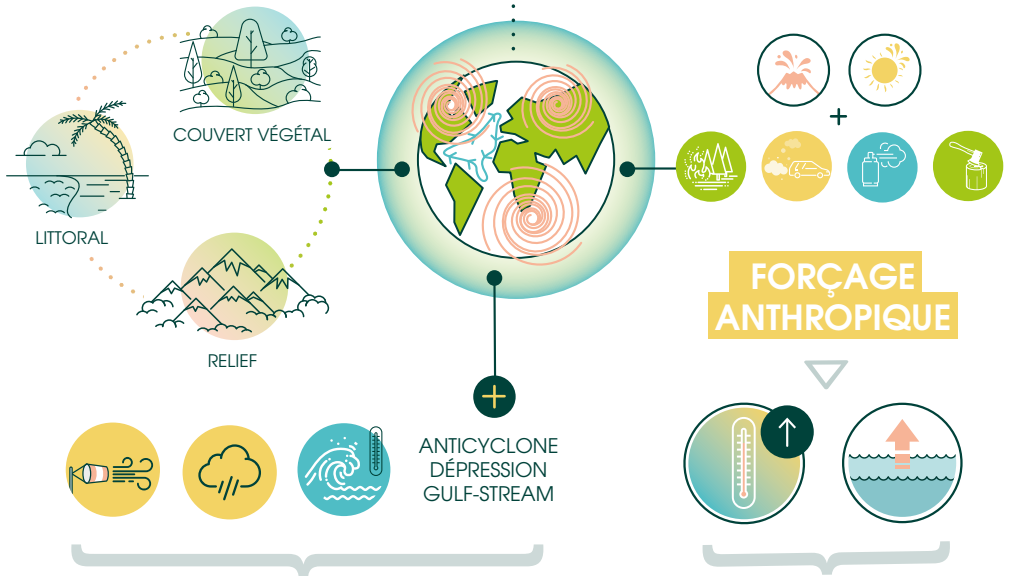 COUVERT VÉGÉTAL
LITTORAL
RELIEF
+
FORÇAGE
ANTHROPIQUE
+
ANTICYCLONE
DÉPRESSION
GULF-STREAM